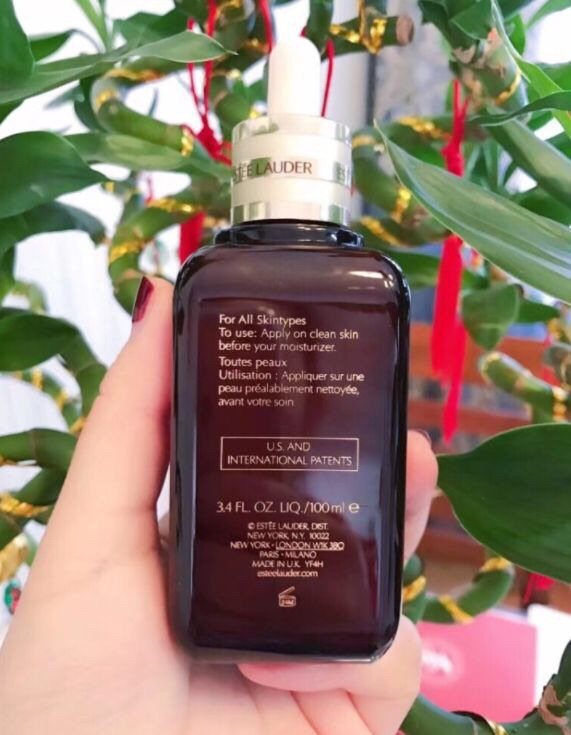 ESTĒE LAUDER
For All Skintypes
To use: Apply on clean skin
before your moisturizer.
Toutes peaux
Utilisation : Appliquer sur une
peau préalablement nettoyée,
avant votre soin
U.S. AND
INTERNATIONAL PATENTS
3.4 FL. OZ. LIQ./100ml e
© ESTĒE LAUDER, DIST.
NEW YORK, N.Y. 10022
NEW YORK • LONDON W1K 3BQ
PARIS • MILANO
MADE IN U.K. YF4H
esteelauder.com
24M